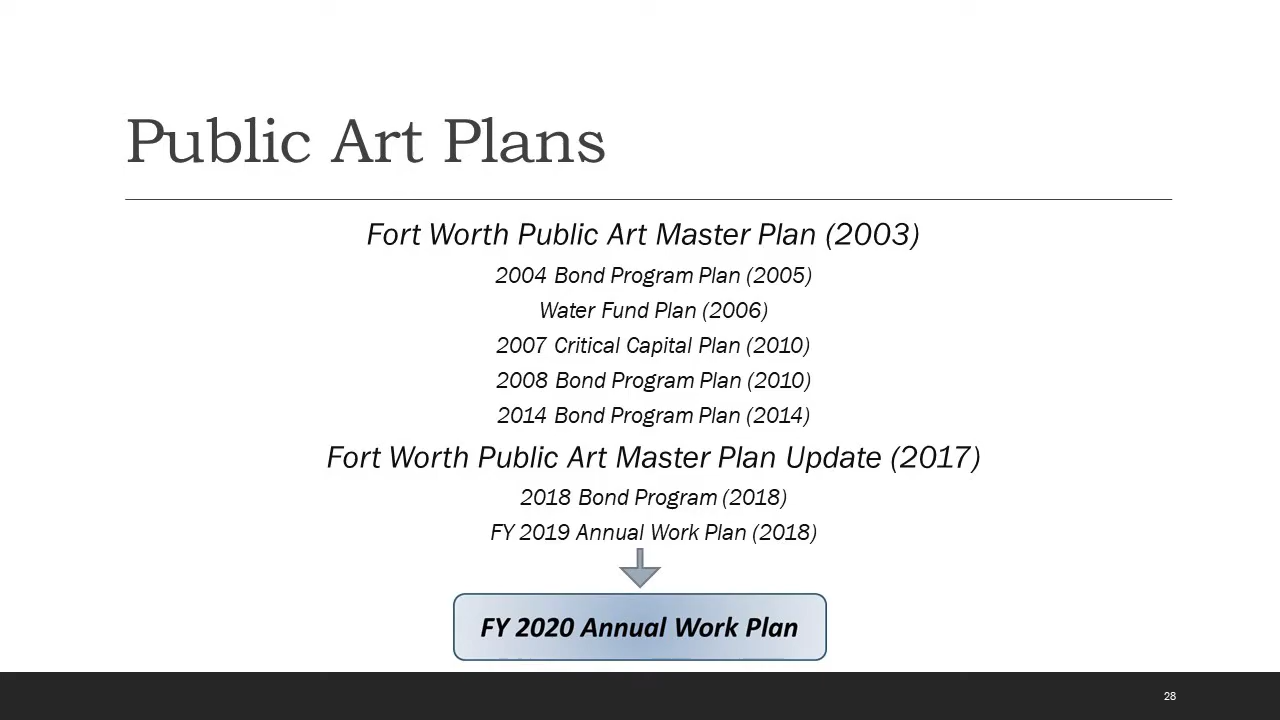 Public Art Plans
Fort Worth Public Art Master Plan (2003)
2004 Bond Program Plan (2005)
Water Fund Plan (2006)
2007 Critical Capital Plan (2010)
2008 Bond Program Plan (2010)
2014 Bond Program Plan (2014)
Fort Worth Public Art Master Plan Update (2017)
2018 Bond Program (2018)
FY 2019 Annual Work Plan (2018)
FY 2020 Annual Work Plan
28